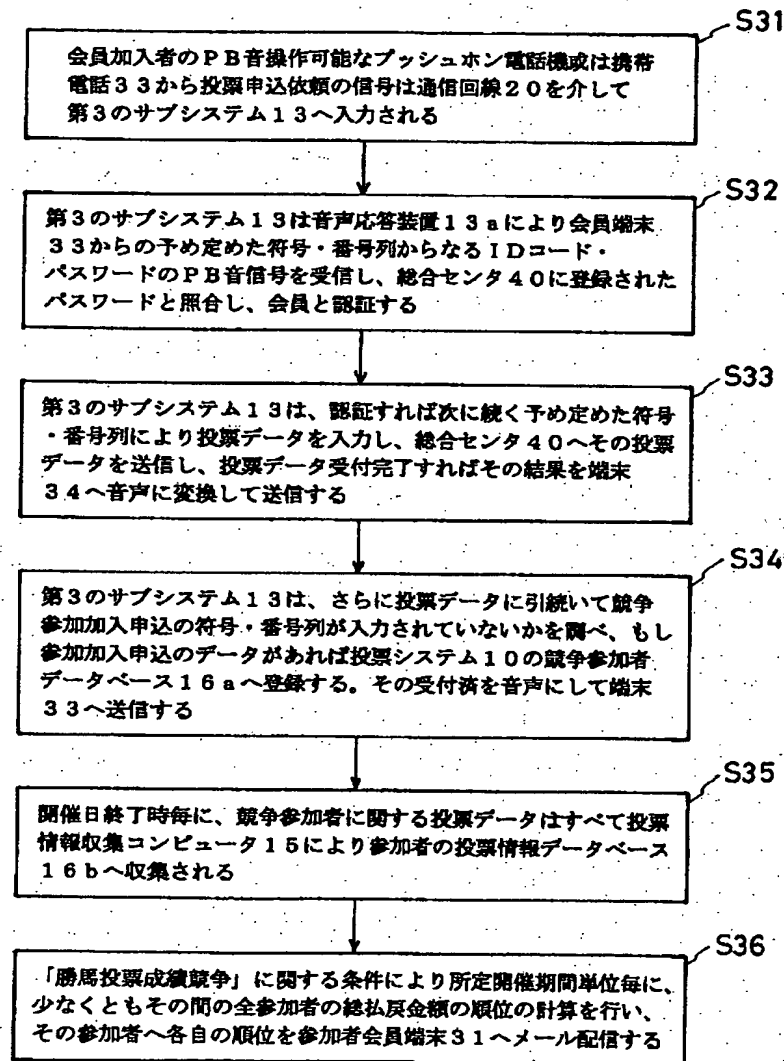 S31
会員加入者のPB音操作可能なプッシュホン電話機或は携帯
電話33から投票申込依頼の信号は通信回線20を介して
第3のサブシステム13へ入力される
S32
第3のサブシステム13は音声応答装置13aにより会員端末
33からの予め定めた符号・番号列からなるIDコード・
パスワードのPB音信号を受信し、総合センタ40に登録された
パスワードと照合し、会員と認証する
S33
第3のサブシステム13は、認証すれば次に続く予め定めた符号
・番号列により投票データを入力し、総合センタ40へその投票
データを送信し、投票データ受付完了すればその結果を端末
34へ音声に変換して送信する
S34
第3のサブシステム13は、さらに投票データに引続いて競争
参加加入申込の符号・番号列が入力されていないかを調べ、もし
参加加入申込のデータがあれば投票システム10の競争参加者
データベース16aへ登録する。その受付済を音声にして端末
33へ送信する
S35
開催日終了時毎に、競争参加者に関する投票データはすべて投票
情報収集コンピュータ15により参加者の投票情報データベース
16bへ収集される
S36
「勝馬投票成績競争」に関する条件により所定開催期間単位毎に、
少なくともその間の全参加者の総払戻金額の順位の計算を行い、
その参加者へ各自の順位を参加者会員端末31へメール配信する